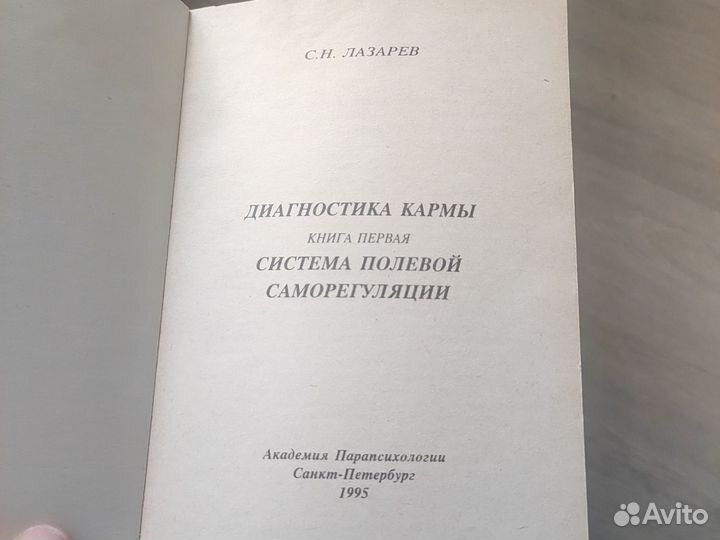 С.Н. ЛАЗАРЕВ
ДИАГНОСТИКА КАРМЫ
КНИГА ПЕРВАЯ
СИСТЕМА ПОЛЕВОЙ
САМОРЕГУЛЯЦИИ
Академия Парапсихологии
Санкт-Петербург
1995
Avito